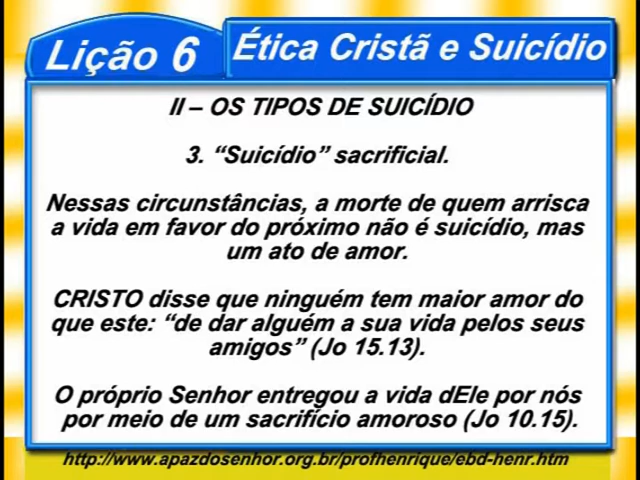 Lição 6
Ética Cristã e Suicídio
II – OS TIPOS DE SUICÍDIO
3. “Suicídio” sacrificial.
Nessas circunstâncias, a morte de quem arrisca
a vida em favor do próximo não é suicídio, mas
um ato de amor.
CRISTO disse que ninguém tem maior amor do
que este: “de dar alguém a sua vida pelos seus
amigos” (Jo 15.13).
O próprio Senhor entregou a vida dEle por nós
por meio de um sacrifício amoroso (Jo 10.15).
http://www.apazdosenhor.org.br/profhenrique/ebd-henr.htm